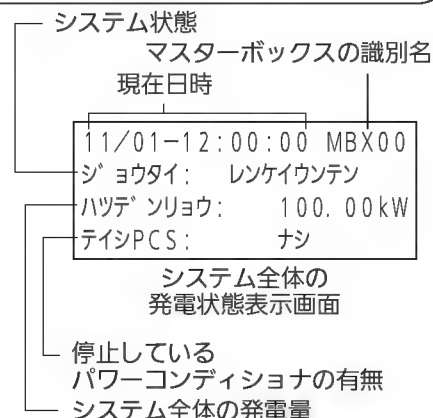 システム状態
マスターボックスの識別名
現在日時
11/01-12:00:00 MBX00
ジョウタイ: レンケイウンテン
ハツデンリョウ: 100.00kW
テイシPCS: ナシ
システム全体の
発電状態表示画面
停止している
パワーコンディショナの有無
システム全体の発電量